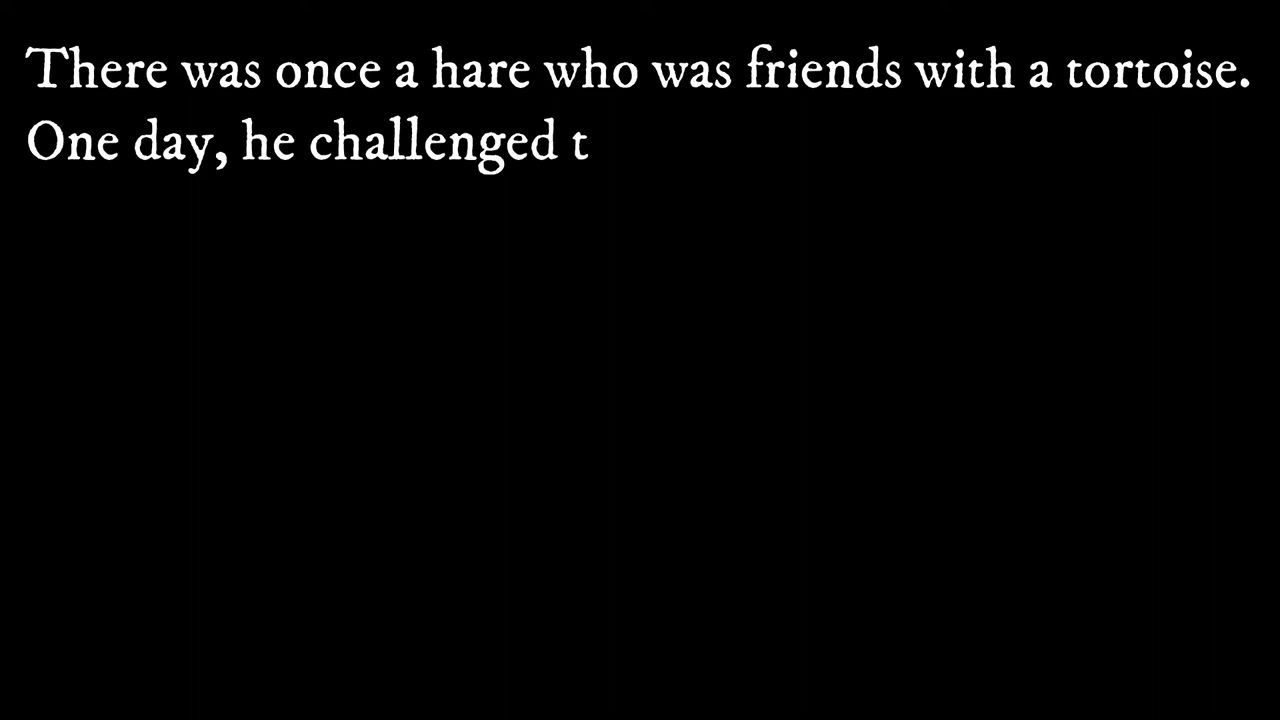 There was once a hare who was friends with a tortoise.
One day, he challenged t